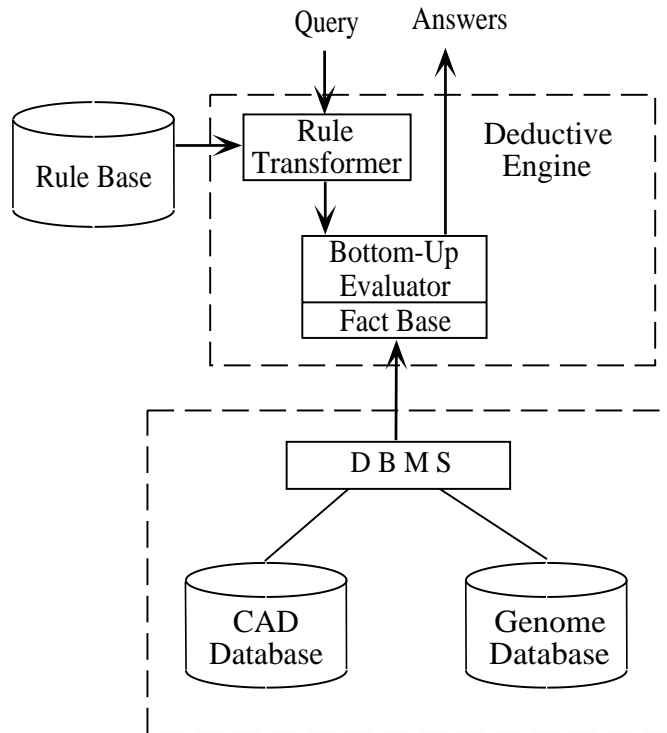 Query
Answers
Rule
Transformer
Deductive
Engine
Rule Base
Bottom-Up
Evaluator
Fact Base
D B M S
CAD
Database
Genome
Database